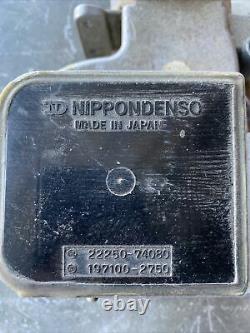 ND NIPPONDENSO
MADE IN JAPAN
22250-74080
197100-2750